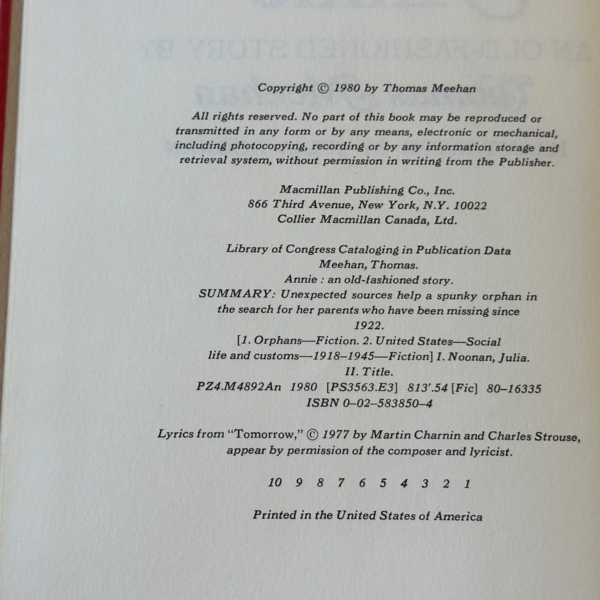 Copyright © 1980 by Thomas Meehan
All rights reserved. No part of this book may be reproduced or
transmitted in any form or by any means, electronic or mechanical,
including photocopying, recording or by any information storage and
retrieval system, without permission in writing from the Publisher.
Macmillan Publishing Co., Inc.
866 Third Avenue, New York, N.Y. 10022
Collier Macmillan Canada, Ltd.
Library of Congress Cataloging in Publication Data
Meehan, Thomas.
Annie : an old-fashioned story.
SUMMARY: Unexpected sources help a spunky orphan in
the search for her parents who have been missing since
1922.
[1. Orphans—Fiction. 2. United States—Social
life and customs—1918–1945—Fiction] I. Noonan, Julia.
II. Title.
PZ4.M4892An 1980 [PS3563.E3] 813'.54 [Fic] 80–16335
ISBN 0–02–583850–4
Lyrics from “Tomorrow,” © 1977 by Martin Charnin and Charles Strouse,
appear by permission of the composer and lyricist.
10 9 8 7 6 5 4 3 2 1
Printed in the United States of America